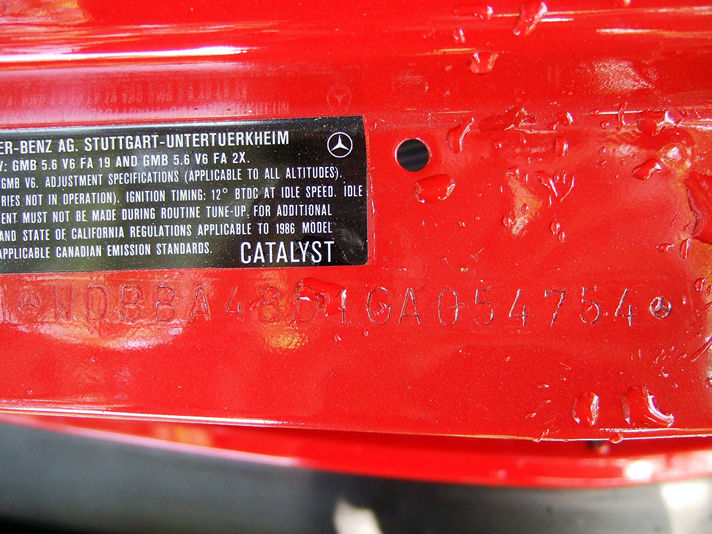 ER-BENZ AG. STUTTGART-UNTERTUERKHEIM
Y: GMB 5.6 V6 FA 19 AND GMB 5.6 V6 FA 2X.
GMB V6. ADJUSTMENT SPECIFICATIONS (APPLICABLE TO ALL ALTITUDES).
RIES NOT IN OPERATION). IGNITION TIMING: 12° BTDC AT IDLE SPEED. IDLE
ENT MUST NOT BE MADE DURING ROUTINE TUNE-UP. FOR ADDITIONAL
AND STATE OF CALIFORNIA REGULATIONS APPLICABLE TO 1986 MODEL
APPLICABLE CANADIAN EMISSION STANDARDS. CATALYST
WDBBA48D1GA054754